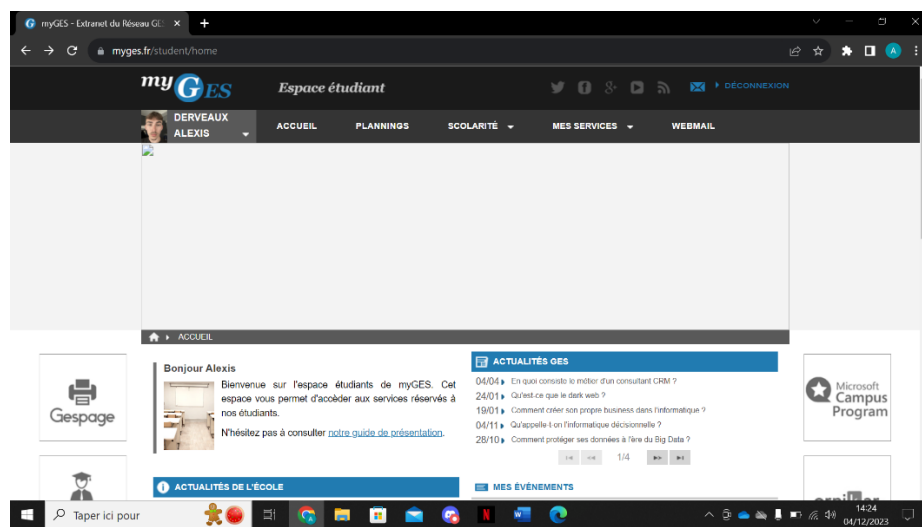 myGES - Extranet du Réseau GE
myges.fr/student/home
A
myGES
Espace étudiant
DÉCONNEXION
DERVEAUX
ALEXIS
ACCUEIL
PLANNINGS
SCOLARITÉ
MES SERVICES
WEBMAIL
ACCUEIL
Gespage
Bonjour Alexis
Bienvenue sur l'espace étudiants de myGES. Cet
espace vous permet d'accèder aux services réservés à
nos étudiants.
N'hésitez pas à consulter notre guide de présentation.
ACTUALITÉS GES
04/04 En quoi consiste le métier d'un consultant CRM ?
24/01 Qu'est-ce que le dark web ?
19/01 Comment créer son propre business dans l'informatique ?
04/11 Qu'appelle-t-on l'informatique décisionnelle ?
28/10 Comment protéger ses données à l'ère du Big Data ?
1/4
Microsoft
Campus
Program
ACTUALITÉS DE L'ÉCOLE
MES ÉVÉNEMENTS
Taper ici pour
14:24
04/12/2023